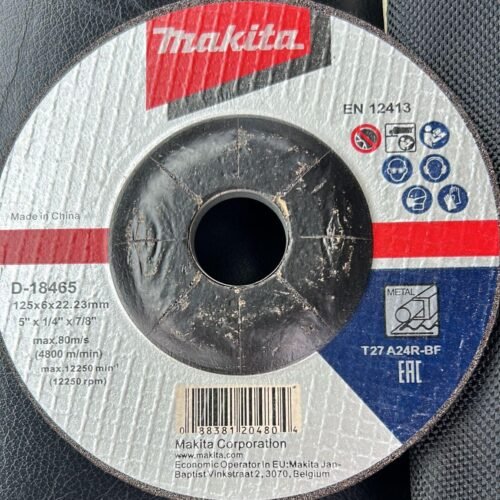 Makita
EN 12413
Made in China
D-18465
125x6x22.23mm
5" x 1/4" x 7/8"
max.80m/s
(4800 m/min)
max.12250 min⁻¹
(12250 rpm)
METAL
T27 A24R-BF
EAC
0 88381 20480 4
Makita Corporation
www.makita.com
Economic Operator in EU:Makita Jan-
Baptist Vinkstraat 2, 3070, Belgium